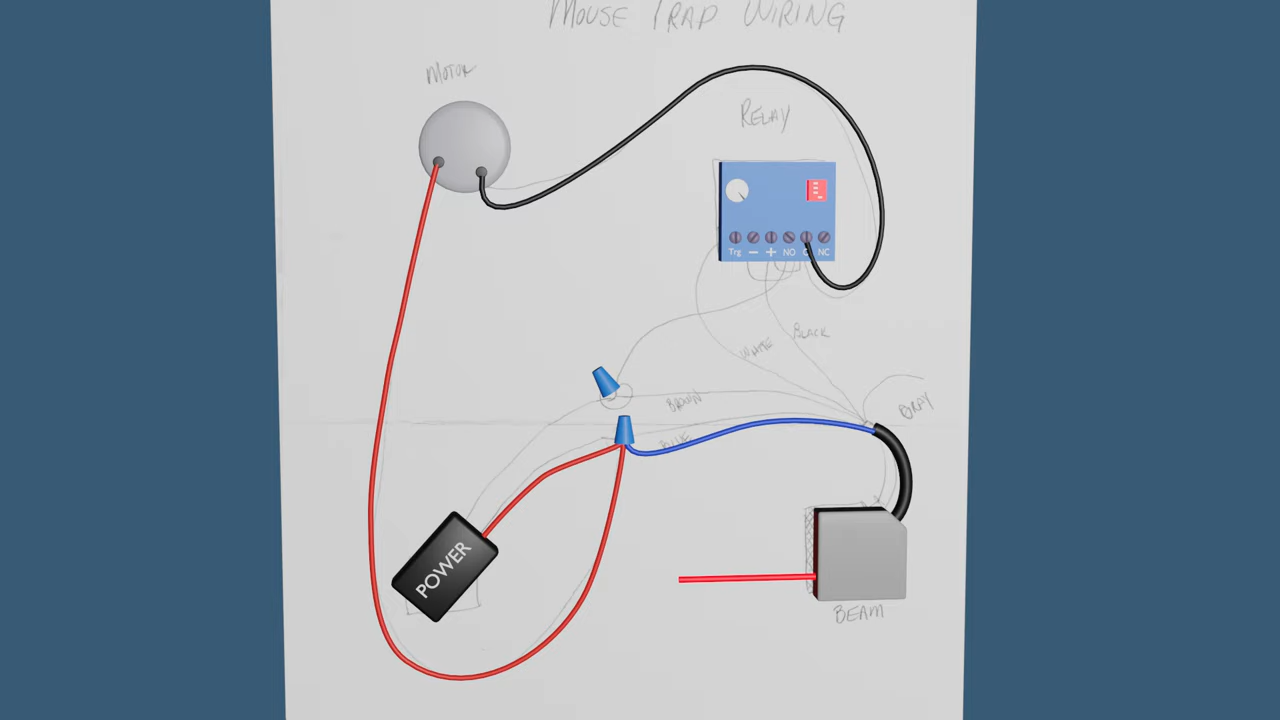 MOUSE TRAP WIRING
MOTOR
RELAY
Trg − + NO C NC
BLACK
WHITE
BROWN
GRAY
BLUE
POWER
BEAM